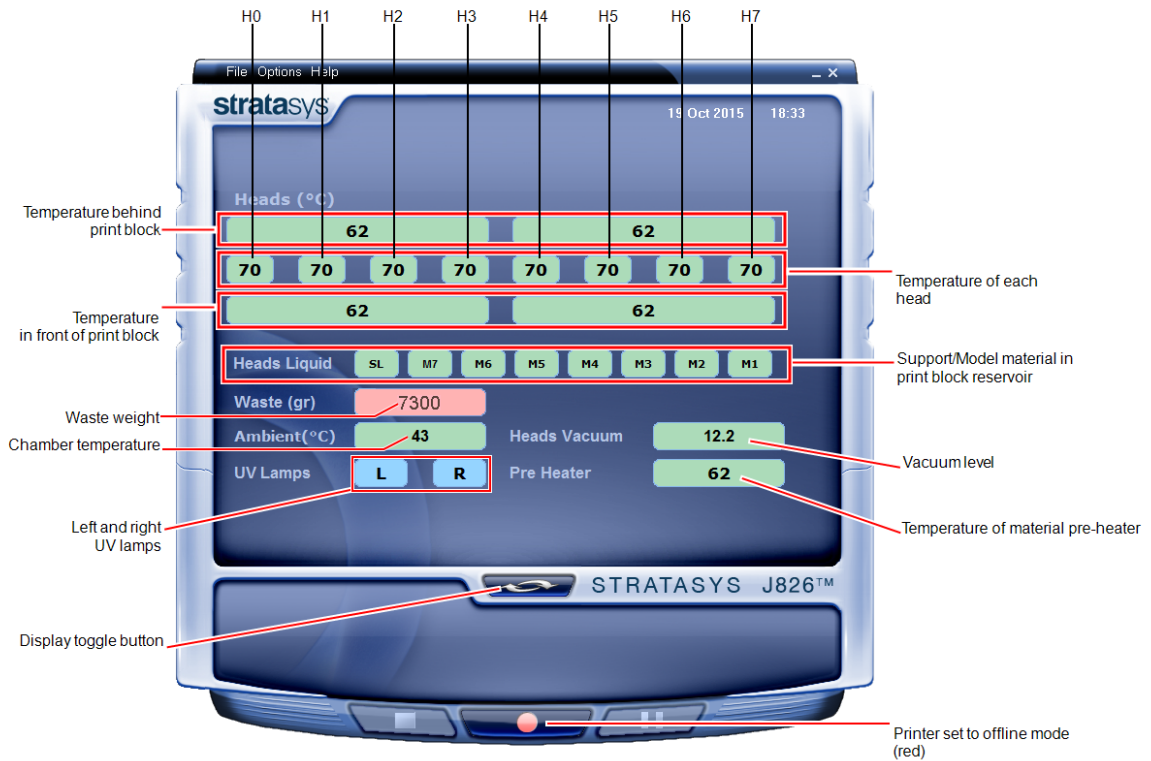 H0 H1 H2 H3 H4 H5 H6 H7
File Options Help
stratasys
19 Oct 2015 18:33
Heads (°C)
Temperature behind
print block
62 62
70 70 70 70 70 70 70 70
Temperature of each
head
Temperature
in front of print block
62 62
Heads Liquid SL M7 M6 M5 M4 M3 M2 M1
Support/Model material in
print block reservoir
Waste (gr) 7300
Waste weight
Ambient(°C) 43 Heads Vacuum 12.2
Chamber temperature
Vacuum level
UV Lamps L R Pre Heater 62
Left and right
UV lamps
Temperature of material pre-heater
STRATASYS J826™
Display toggle button
Printer set to offline mode
(red)